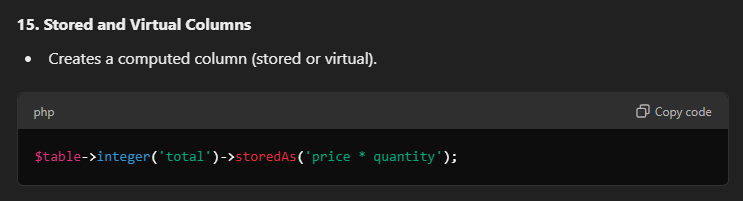 15. Stored and Virtual Columns
• Creates a computed column (stored or virtual).
php
Copy code
$table->integer('total')->storedAs('price * quantity');